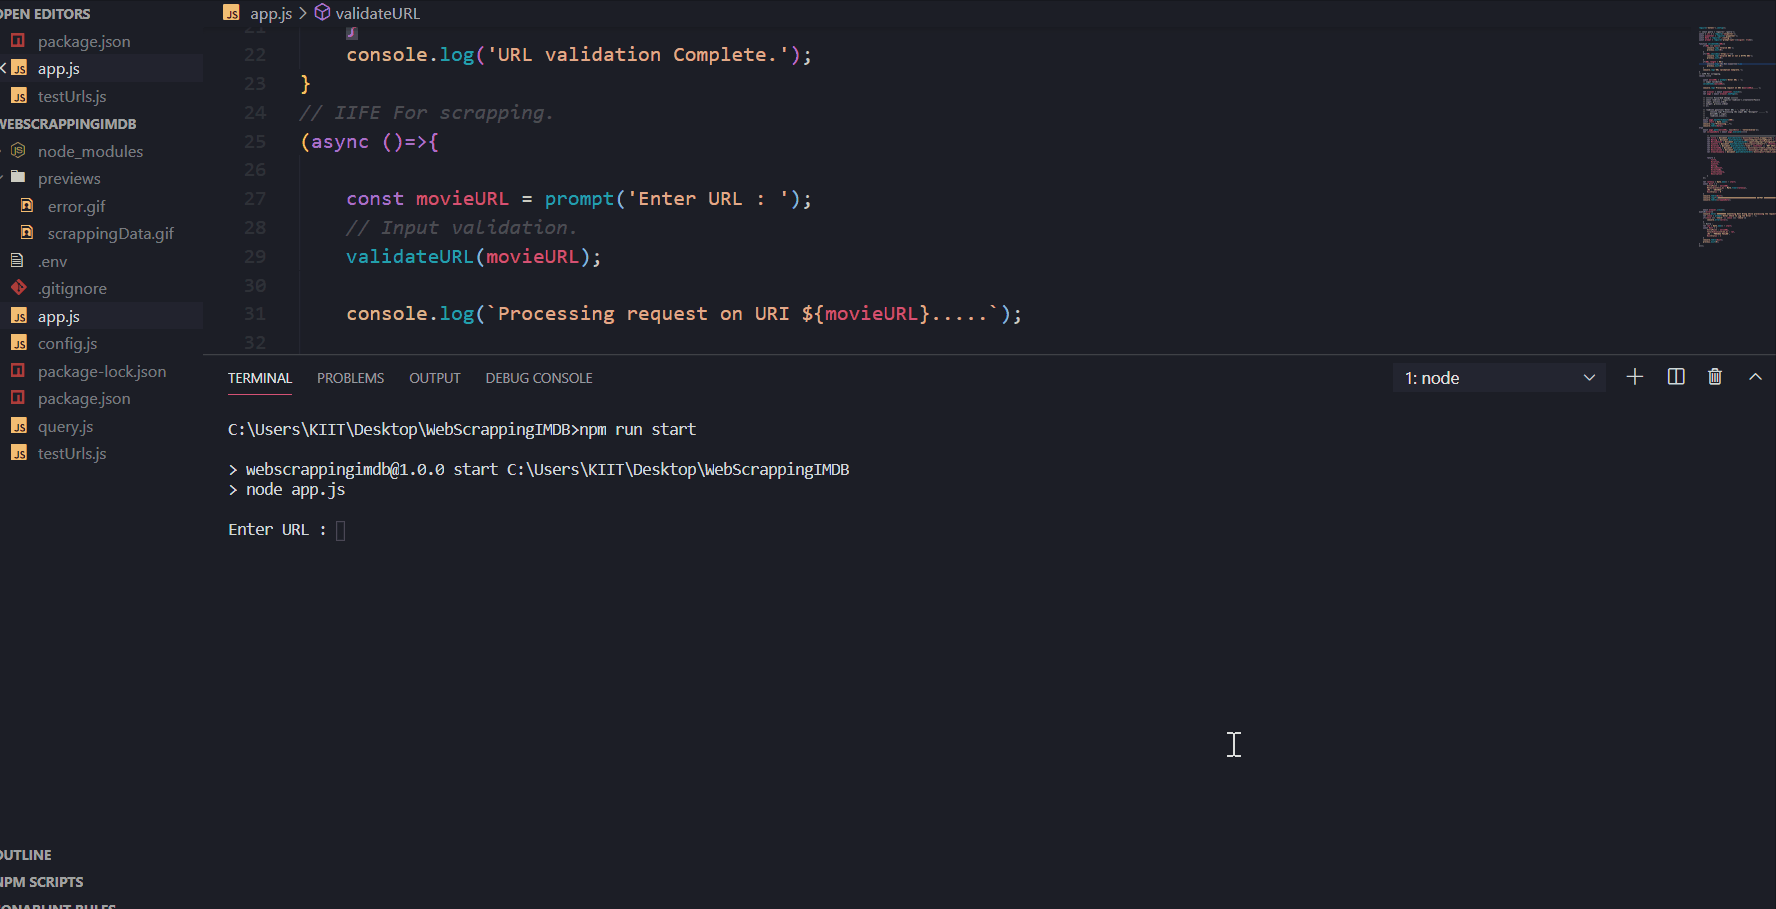 OPEN EDITORS
package.json
app.js
testUrls.js
WEBSCRAPPINGIMDB
node_modules
previews
error.gif
scrappingData.gif
.env
.gitignore
app.js
config.js
package-lock.json
package.json
query.js
testUrls.js
OUTLINE
NPM SCRIPTS
SONARLINT RULES
app.js > validateURL
21 }
22 console.log('URL validation Complete.');
23 }
24 // IIFE For scrapping.
25 (async ()=>{
26
27 const movieURL = prompt('Enter URL : ');
28 // Input validation.
29 validateURL(movieURL);
30
31 console.log(`Processing request on URI ${movieURL}.....`);
32
TERMINAL PROBLEMS OUTPUT DEBUG CONSOLE 1: node
C:\Users\KIIT\Desktop\WebScrappingIMDB>npm run start
> webscrappingimdb@1.0.0 start C:\Users\KIIT\Desktop\WebScrappingIMDB
> node app.js
Enter URL :